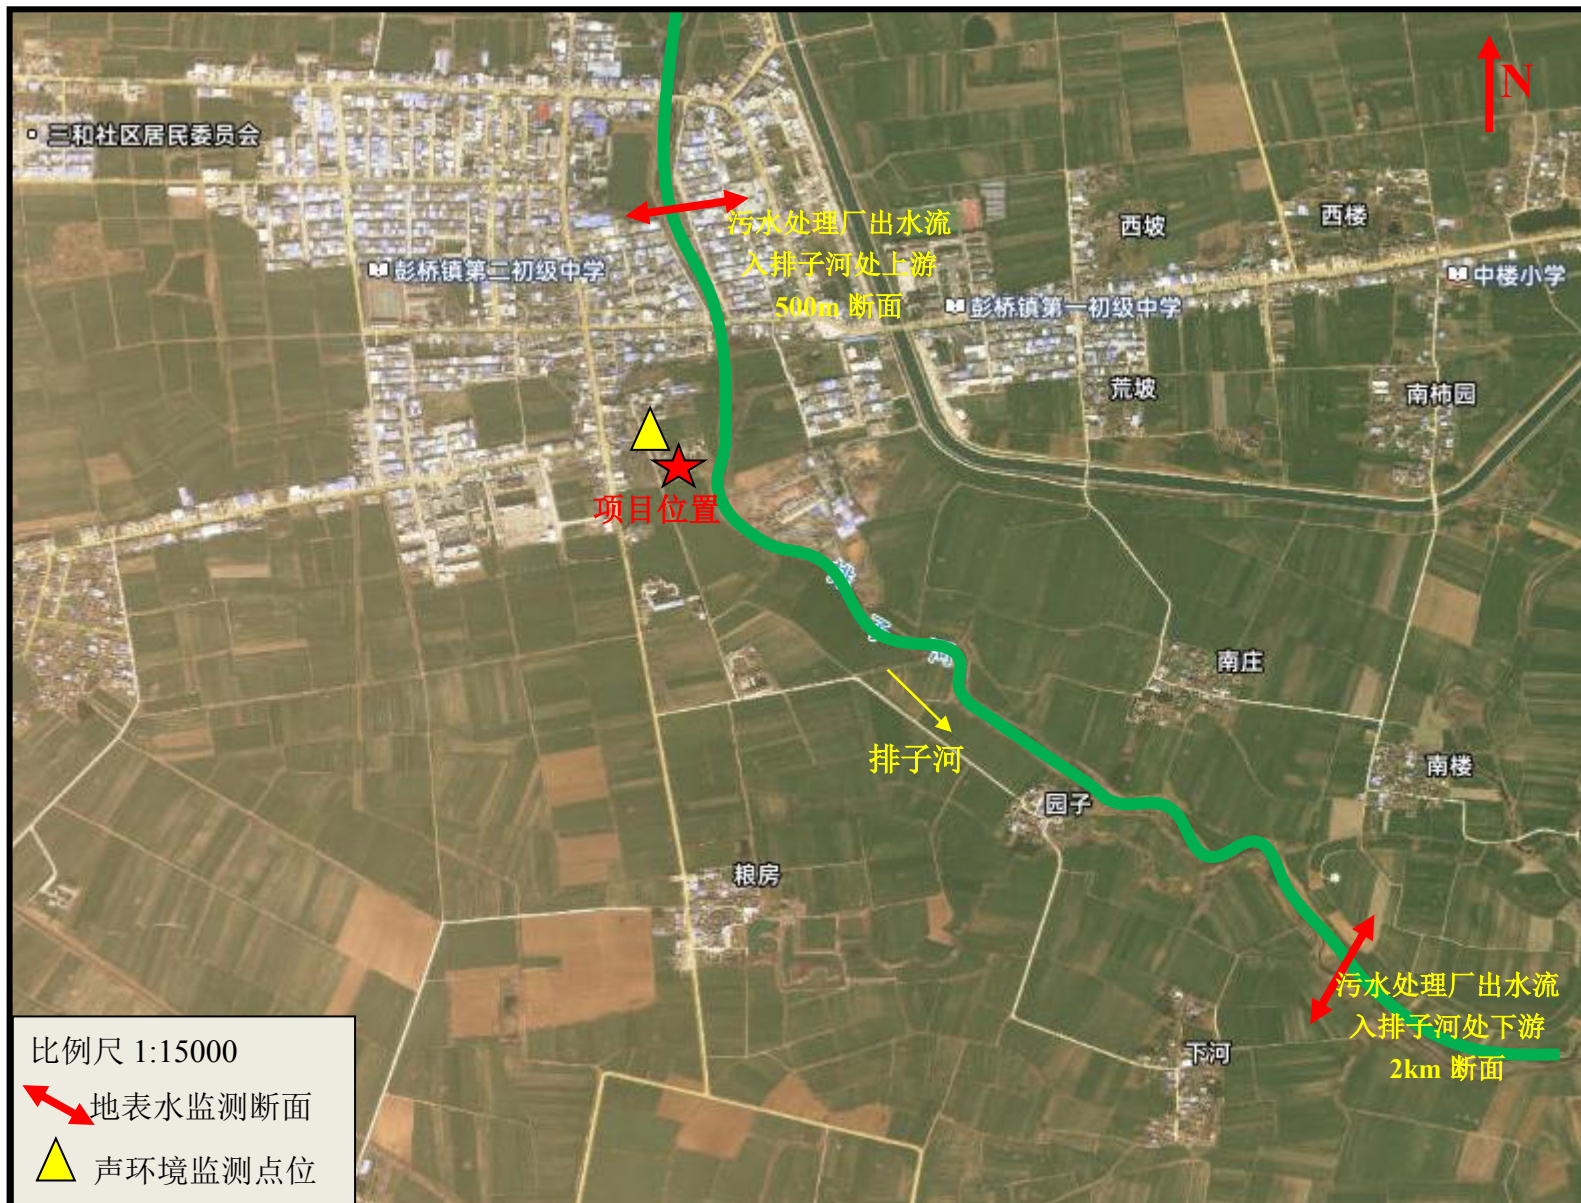 N
三和社区居民委员会
污水处理厂出水流
入排子河处上游
500m 断面
西坡
西楼
彭桥镇第二初级中学
中楼小学
彭桥镇第一初级中学
荒坡
南柿园
项目位置
排
子
河
南庄
排子河
南楼
园子
粮房
污水处理厂出水流
入排子河处下游
2km 断面
下河
比例尺 1:15000
地表水监测断面
声环境监测点位